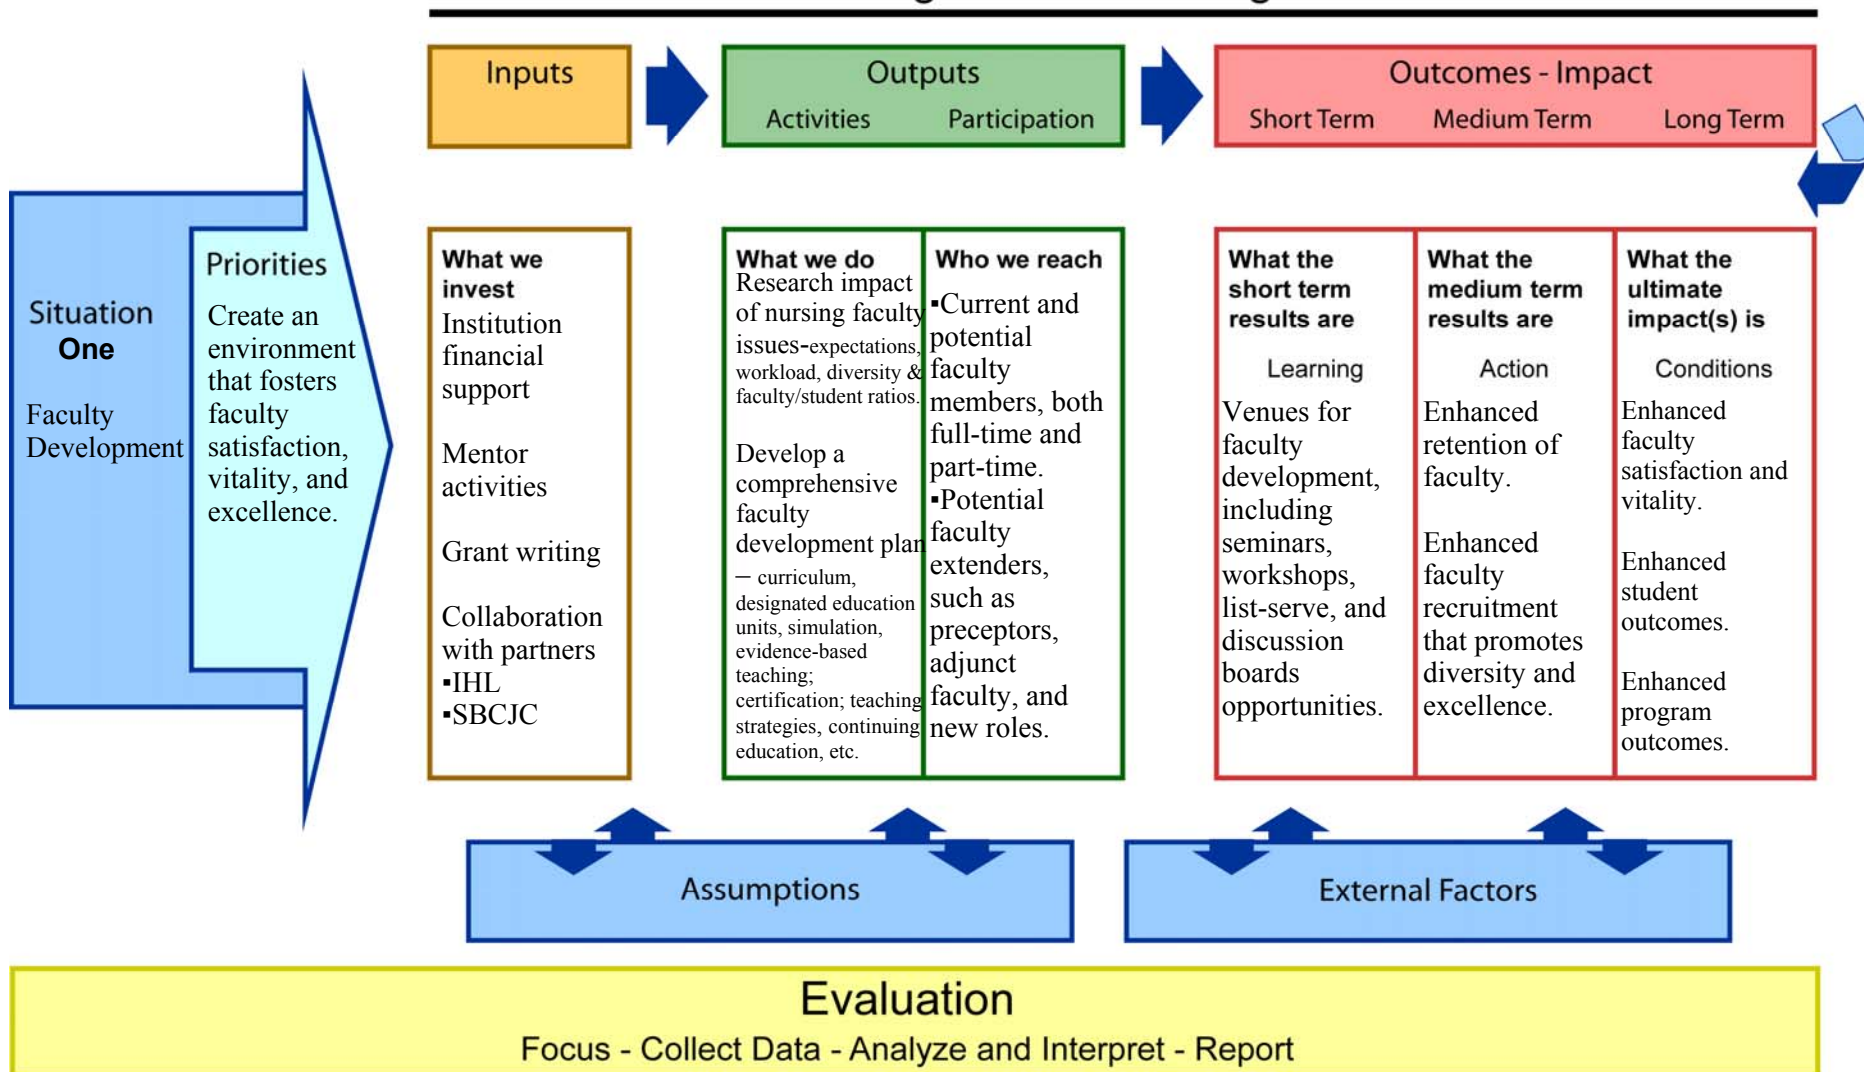 Inputs
Outputs
Activities
Participation
Outcomes - Impact
Short Term
Medium Term
Long Term
Situation
One
Faculty
Development
Priorities
Create an
environment
that fosters
faculty
satisfaction,
vitality, and
excellence.
What we
invest
Institution
financial
support
Mentor
activities
Grant writing
Collaboration
with partners
▪IHL
▪SBCJC
What we do
Research impact
of nursing faculty
issues-expectations,
workload, diversity &
faculty/student ratios.
Develop a
comprehensive
faculty
development plan
– curriculum,
designated education
units, simulation,
evidence-based
teaching;
certification; teaching
strategies, continuing
education, etc.
Who we reach
▪Current and
potential
faculty
members, both
full-time and
part-time.
▪Potential
faculty
extenders,
such as
preceptors,
adjunct
faculty, and
new roles.
What the
short term
results are
Learning
Venues for
faculty
development,
including
seminars,
workshops,
list-serve, and
discussion
boards
opportunities.
What the
medium term
results are
Action
Enhanced
retention of
faculty.
Enhanced
faculty
recruitment
that promotes
diversity and
excellence.
What the
ultimate
impact(s) is
Conditions
Enhanced
faculty
satisfaction and
vitality.
Enhanced
student
outcomes.
Enhanced
program
outcomes.
Assumptions
External Factors
Evaluation
Focus - Collect Data - Analyze and Interpret - Report